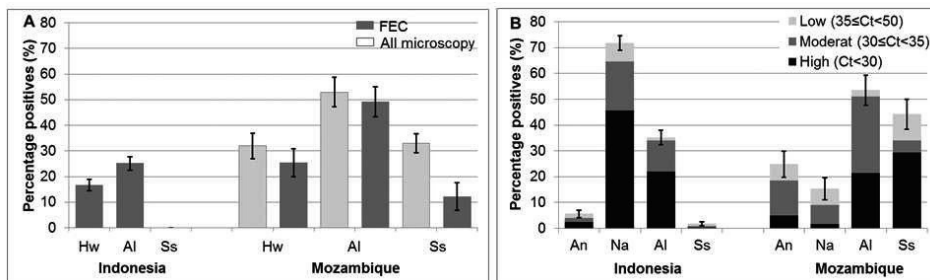 A
FEC
All microscopy
Percentage positives (%)
80
70
60
50
40
30
20
10
0
Hw Al Ss Hw Al Ss
Indonesia Mozambique
B
Low (35≤Ct<50)
Moderat (30≤Ct<35)
High (Ct<30)
Percentage positives (%)
80
70
60
50
40
30
20
10
0
An Na Al Ss An Na Al Ss
Indonesia Mozambique